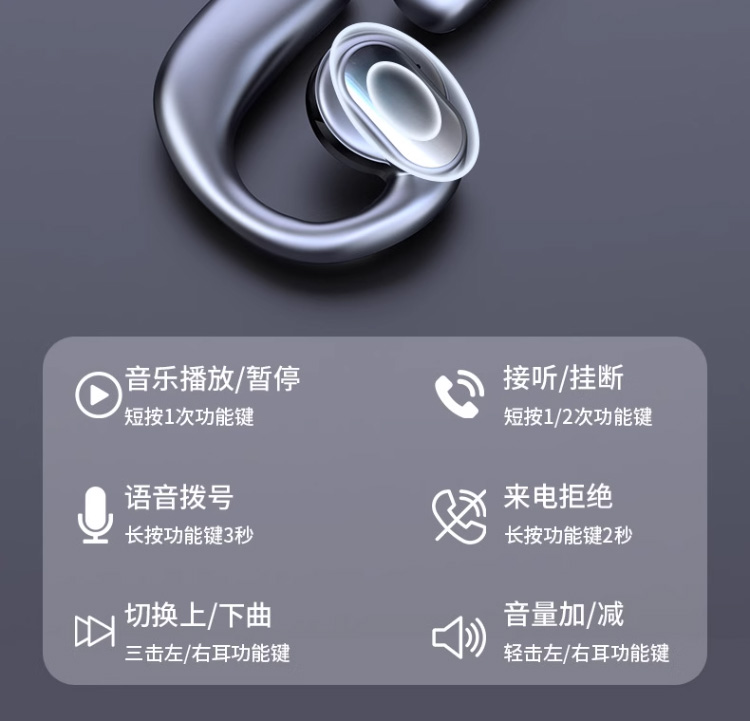 音乐播放/暂停
短按1次功能键
接听/挂断
短按1/2次功能键
语音拨号
长按功能键3秒
来电拒绝
长按功能键2秒
切换上/下曲
三击左/右耳功能键
音量加/减
轻击左/右耳功能键